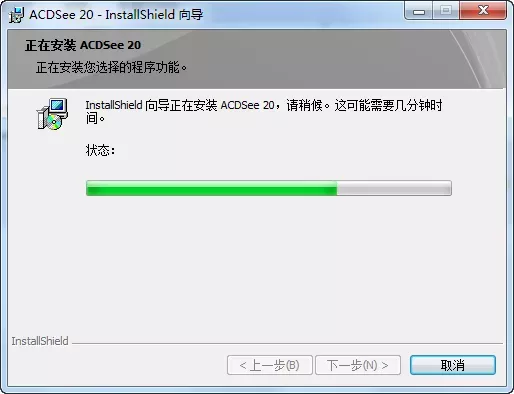 ACDSee 20 - InstallShield 向导
正在安装 ACDSee 20
正在安装您选择的程序功能。
InstallShield 向导正在安装 ACDSee 20，请稍候。这可能需要几分钟时
间。
状态：
InstallShield
< 上一步(B)
下一步(N) >
取消